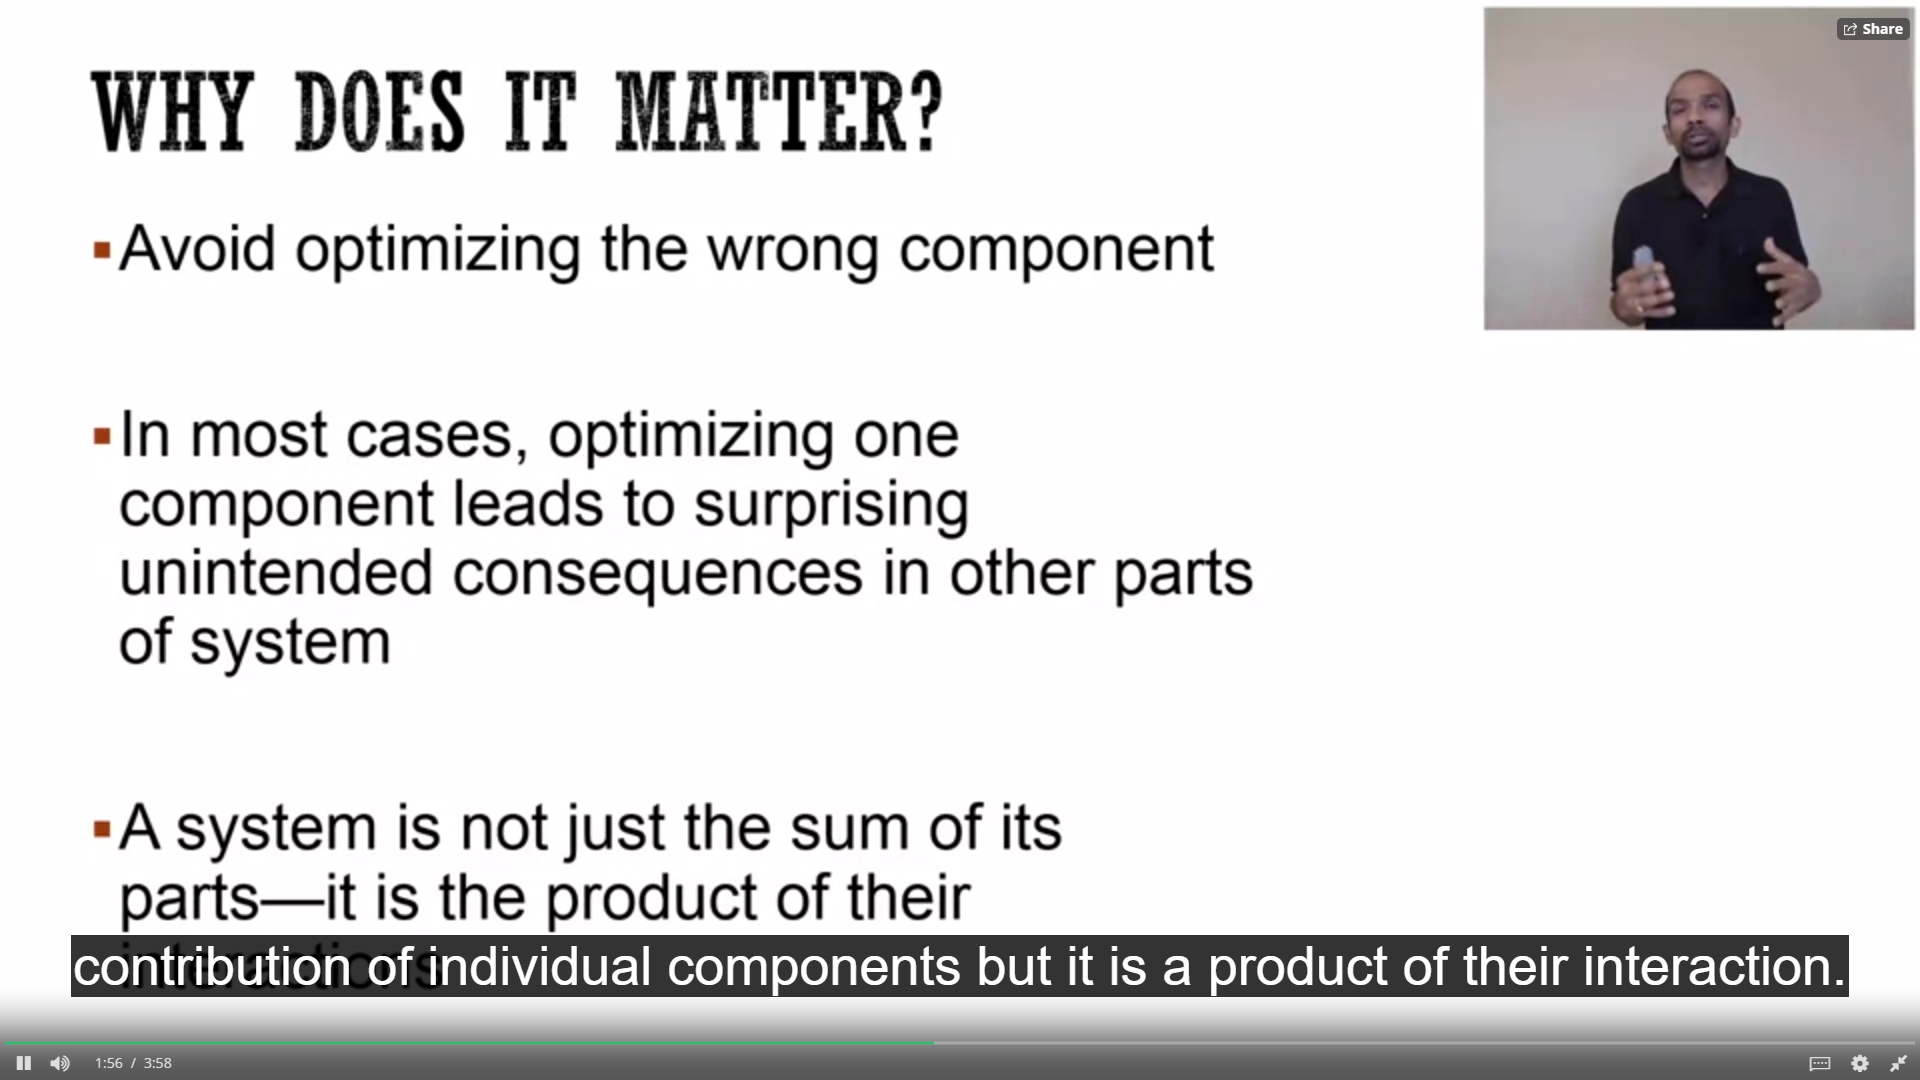 Share
WHY DOES IT MATTER?
Avoid optimizing the wrong component
In most cases, optimizing one
component leads to surprising
unintended consequences in other parts
of system
A system is not just the sum of its
parts—it is the product of their
interactions
contribution of individual components but it is a product of their interaction.
1:56 / 3:58